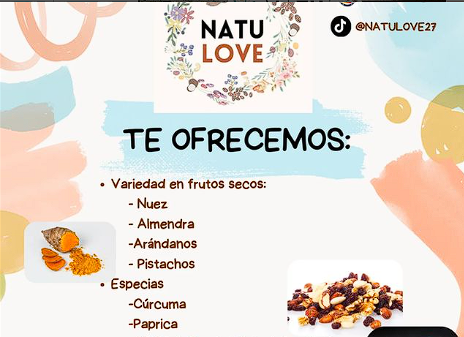 NATU
LOVE
@NATULOVE27
TE OFRECEMOS:
• Variedad en frutos secos:
- Nuez
- Almendra
-Arándanos
- Pistachos
• Especias
-Cúrcuma
-Paprica